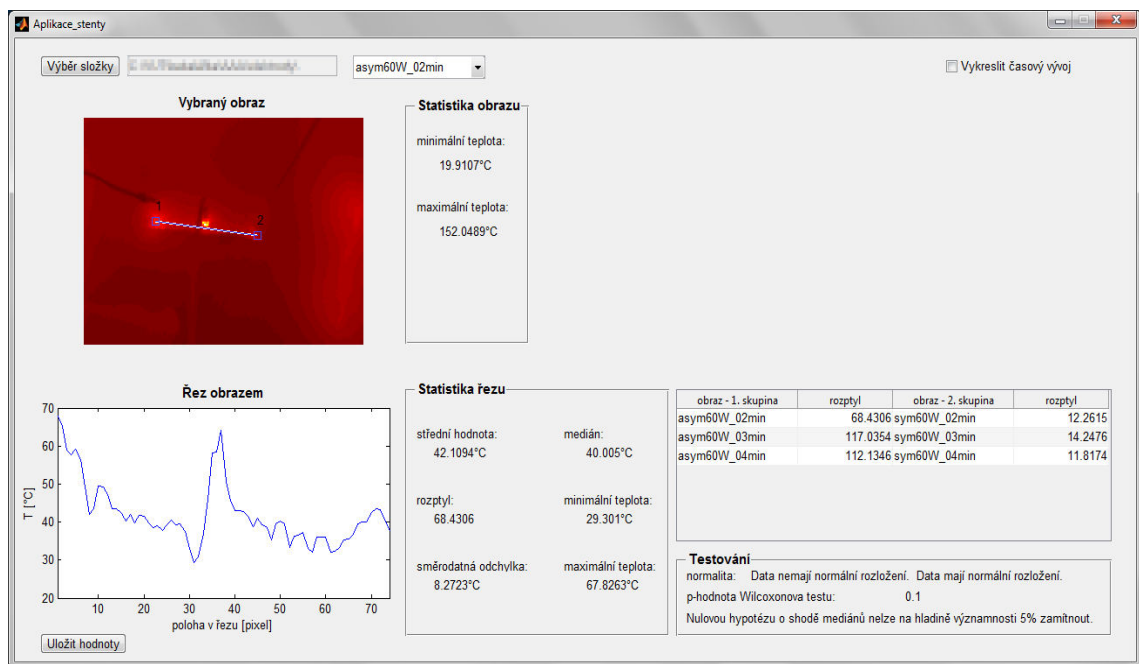 Aplikace_stenty
Výběr složky
asym60W_02min
Vykreslit časový vývoj
Vybraný obraz
1
2
Statistika obrazu
minimální teplota:
19.9107°C
maximální teplota:
152.0489°C
Řez obrazem
70
60
50
40
30
20
T [°C]
10 20 30 40 50 60 70
poloha v řezu [pixel]
Uložit hodnoty
Statistika řezu
střední hodnota: medián:
42.1094°C 40.005°C
rozptyl: minimální teplota:
68.4306 29.301°C
směrodatná odchylka: maximální teplota:
8.2723°C 67.8263°C
obraz - 1. skupina rozptyl obraz - 2. skupina rozptyl
asym60W_02min 68.4306 sym60W_02min 12.2615
asym60W_03min 117.0354 sym60W_03min 14.2476
asym60W_04min 112.1346 sym60W_04min 11.8174
Testování
normalita: Data nemají normální rozložení. Data mají normální rozložení.
p-hodnota Wilcoxonova testu: 0.1
Nulovou hypotézu o shodě mediánů nelze na hladině významnosti 5% zamítnout.